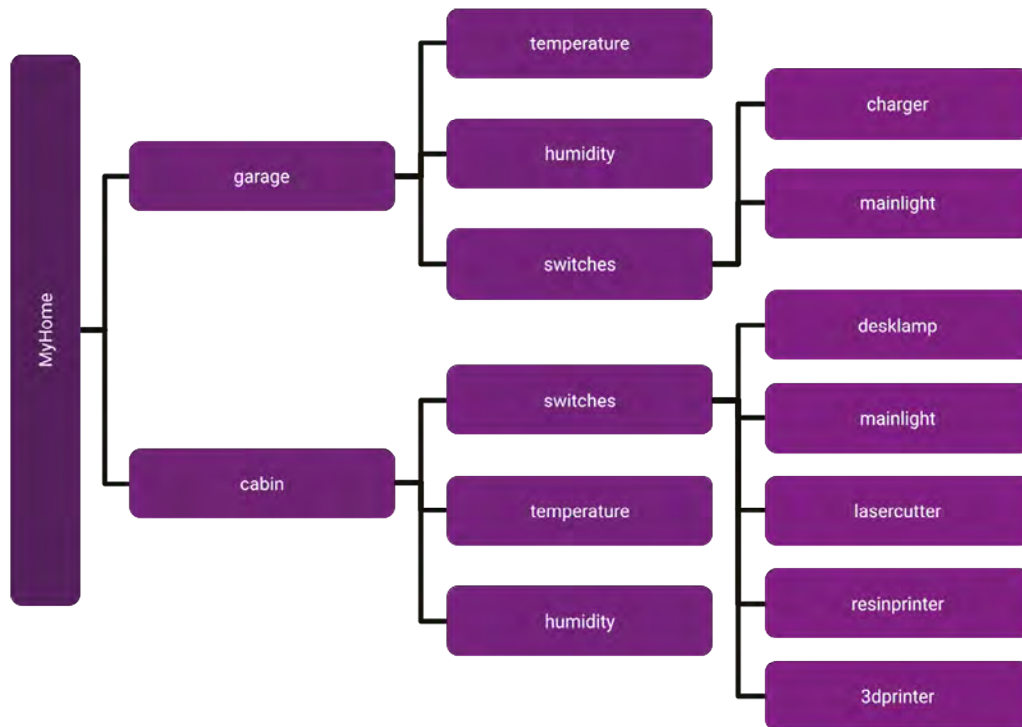 MyHome
garage
temperature
humidity
switches
charger
mainlight
cabin
switches
desklamp
mainlight
lasercutter
resinprinter
3dprinter
temperature
humidity